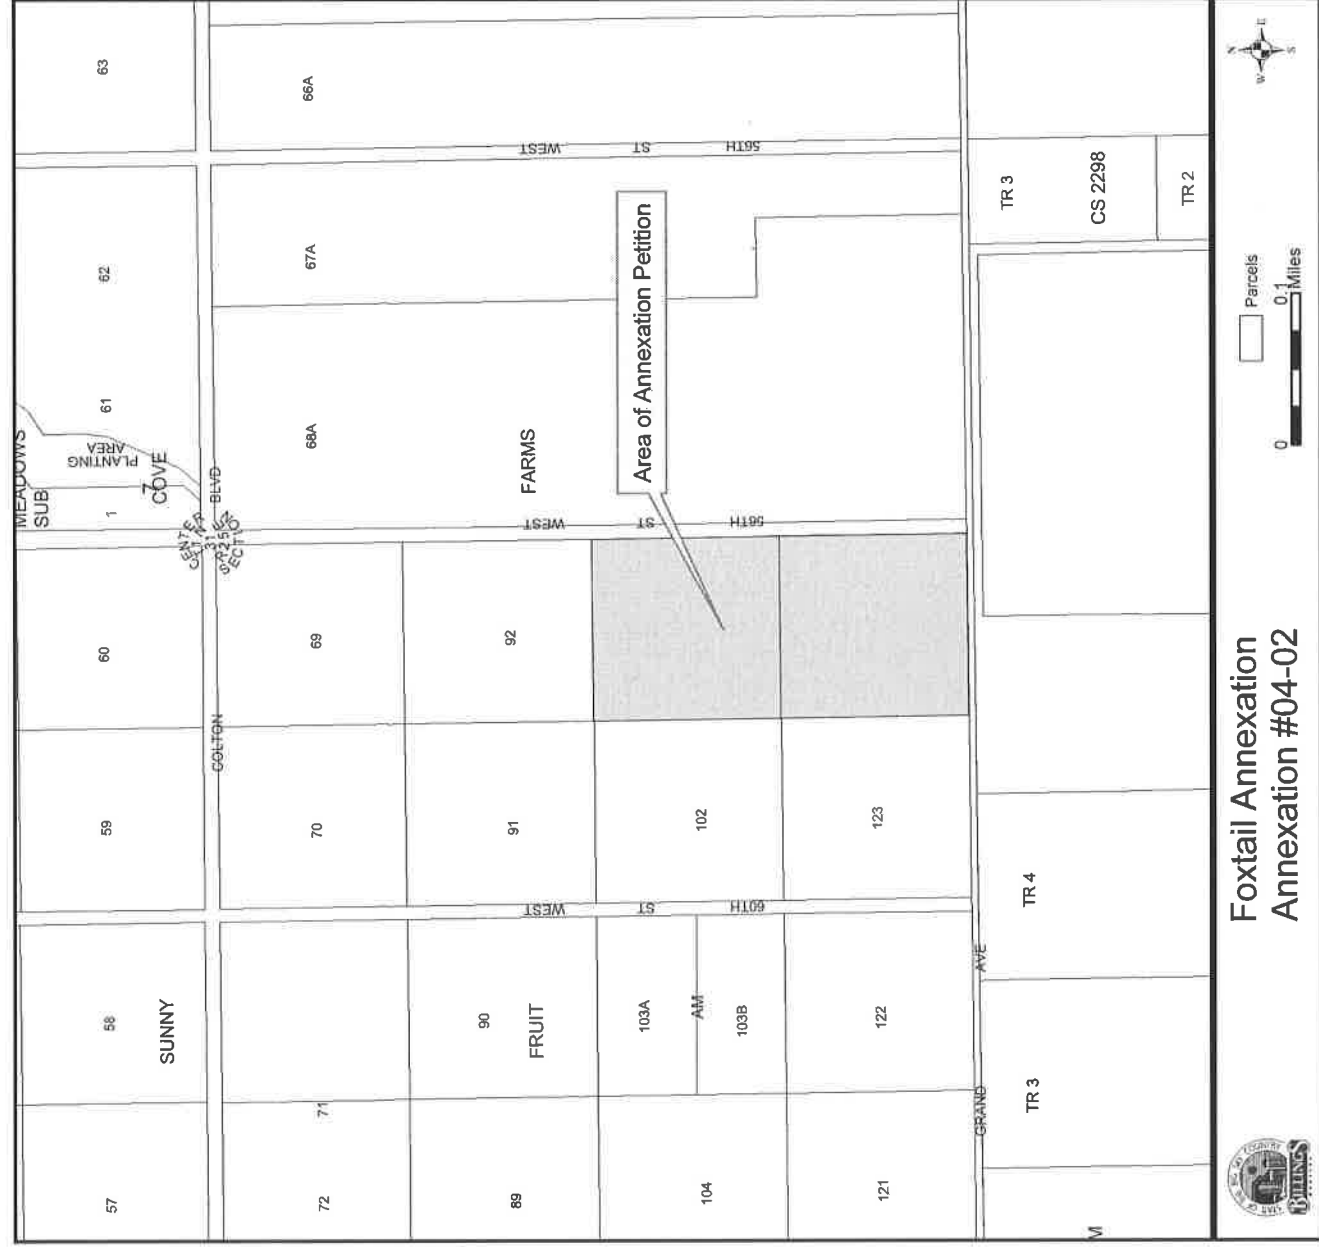 MEADOWS
SUB
57
58
59
60
1
61
62
63
PLANTING
AREA
7
COVE
SUNNY
COLTON
BLVD
72
71
70
69
68A
67A
66A
89
90
91
92
FRUIT
FARMS
60TH ST WEST
56TH ST WEST
56TH ST WEST
Area of Annexation Petition
104
103A
AM
103B
102
121
122
123
GRAND
AVE
TR 3
TR 4
TR 3
CS 2298
M
TR 2
Foxtail Annexation
Annexation #04-02
Parcels
0
0.1
Miles
N
W
E
S
BILLINGS